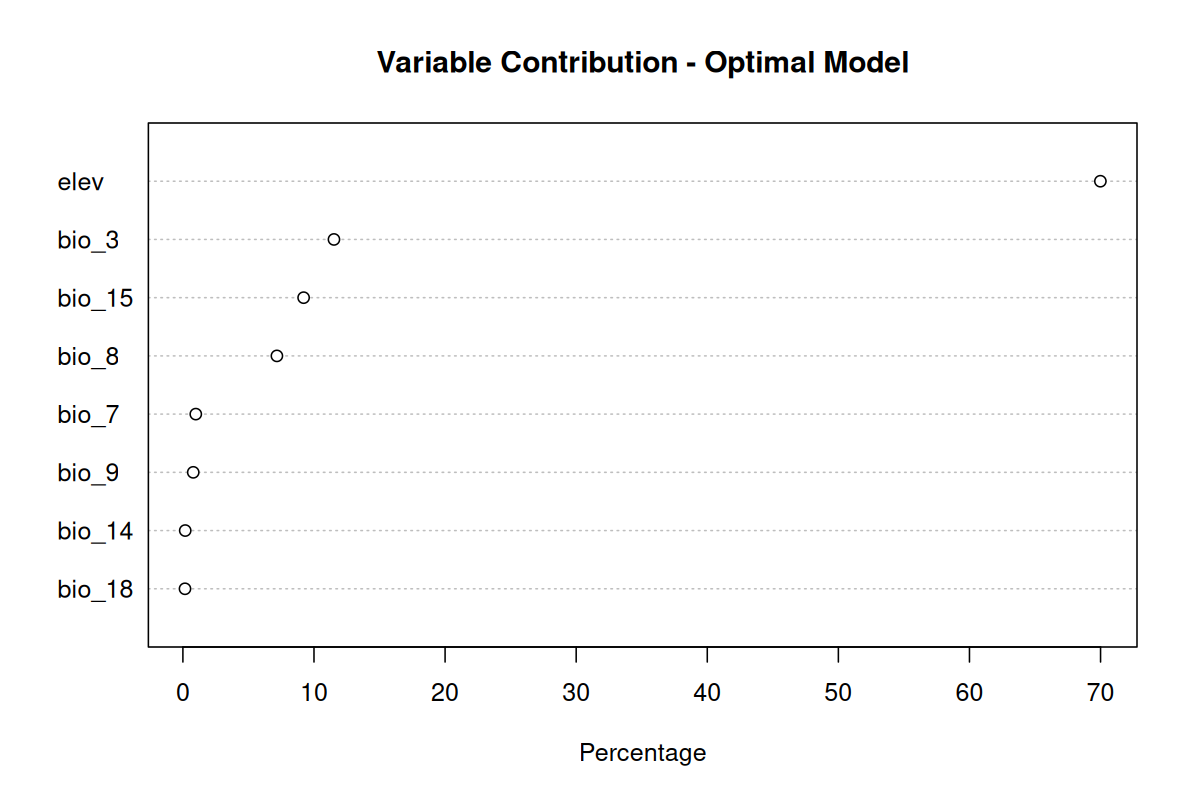 Variable Contribution - Optimal Model
elev
bio_3
bio_15
bio_8
bio_7
bio_9
bio_14
bio_18
0 10 20 30 40 50 60 70
Percentage